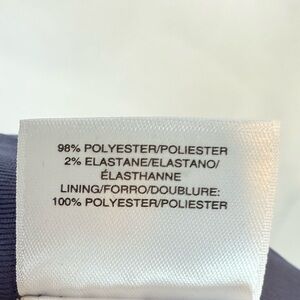 98% POLYESTER/POLIESTER
2% ELASTANE/ELASTANO/
ÉLASTHANNE
LINING/FORRO/DOUBLURE:
100% POLYESTER/POLIESTER